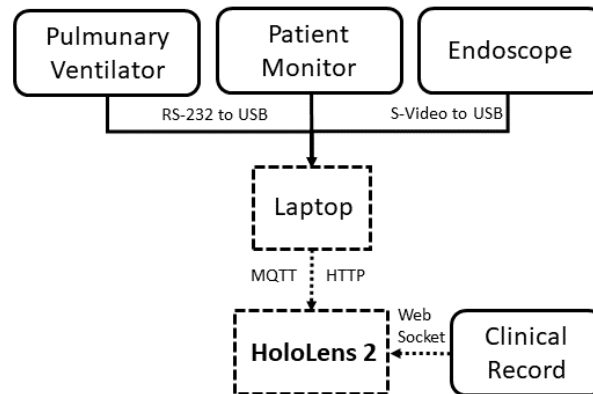 Pulmunary
Ventilator
Patient
Monitor
Endoscope
RS-232 to USB
S-Video to USB
Laptop
MQTT
HTTP
Web
Socket
HoloLens 2
Clinical
Record